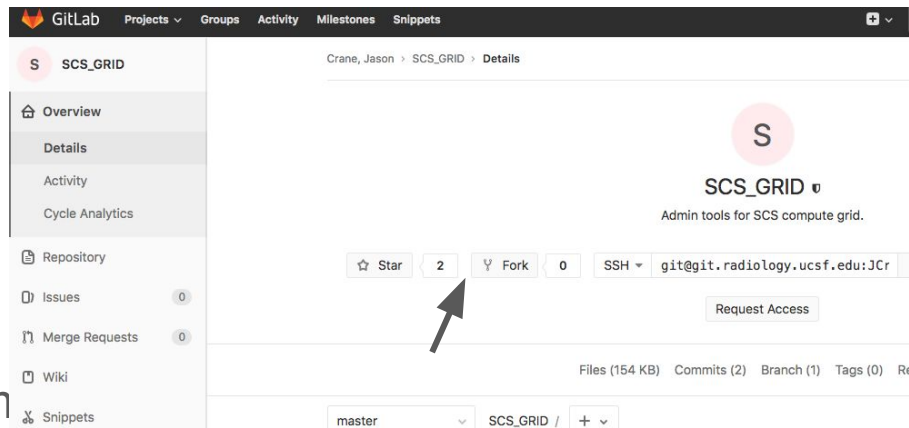 GitLab Projects Groups Activity Milestones Snippets
S SCS_GRID
Overview
Details
Activity
Cycle Analytics
Repository
Issues 0
Merge Requests 0
Wiki
Snippets
Crane, Jason > SCS_GRID > Details
S
SCS_GRID
Admin tools for SCS compute grid.
Star 2 Fork 0 SSH git@git.radiology.ucsf.edu:JCr
Request Access
Files (154 KB) Commits (2) Branch (1) Tags (0)
master SCS_GRID / +